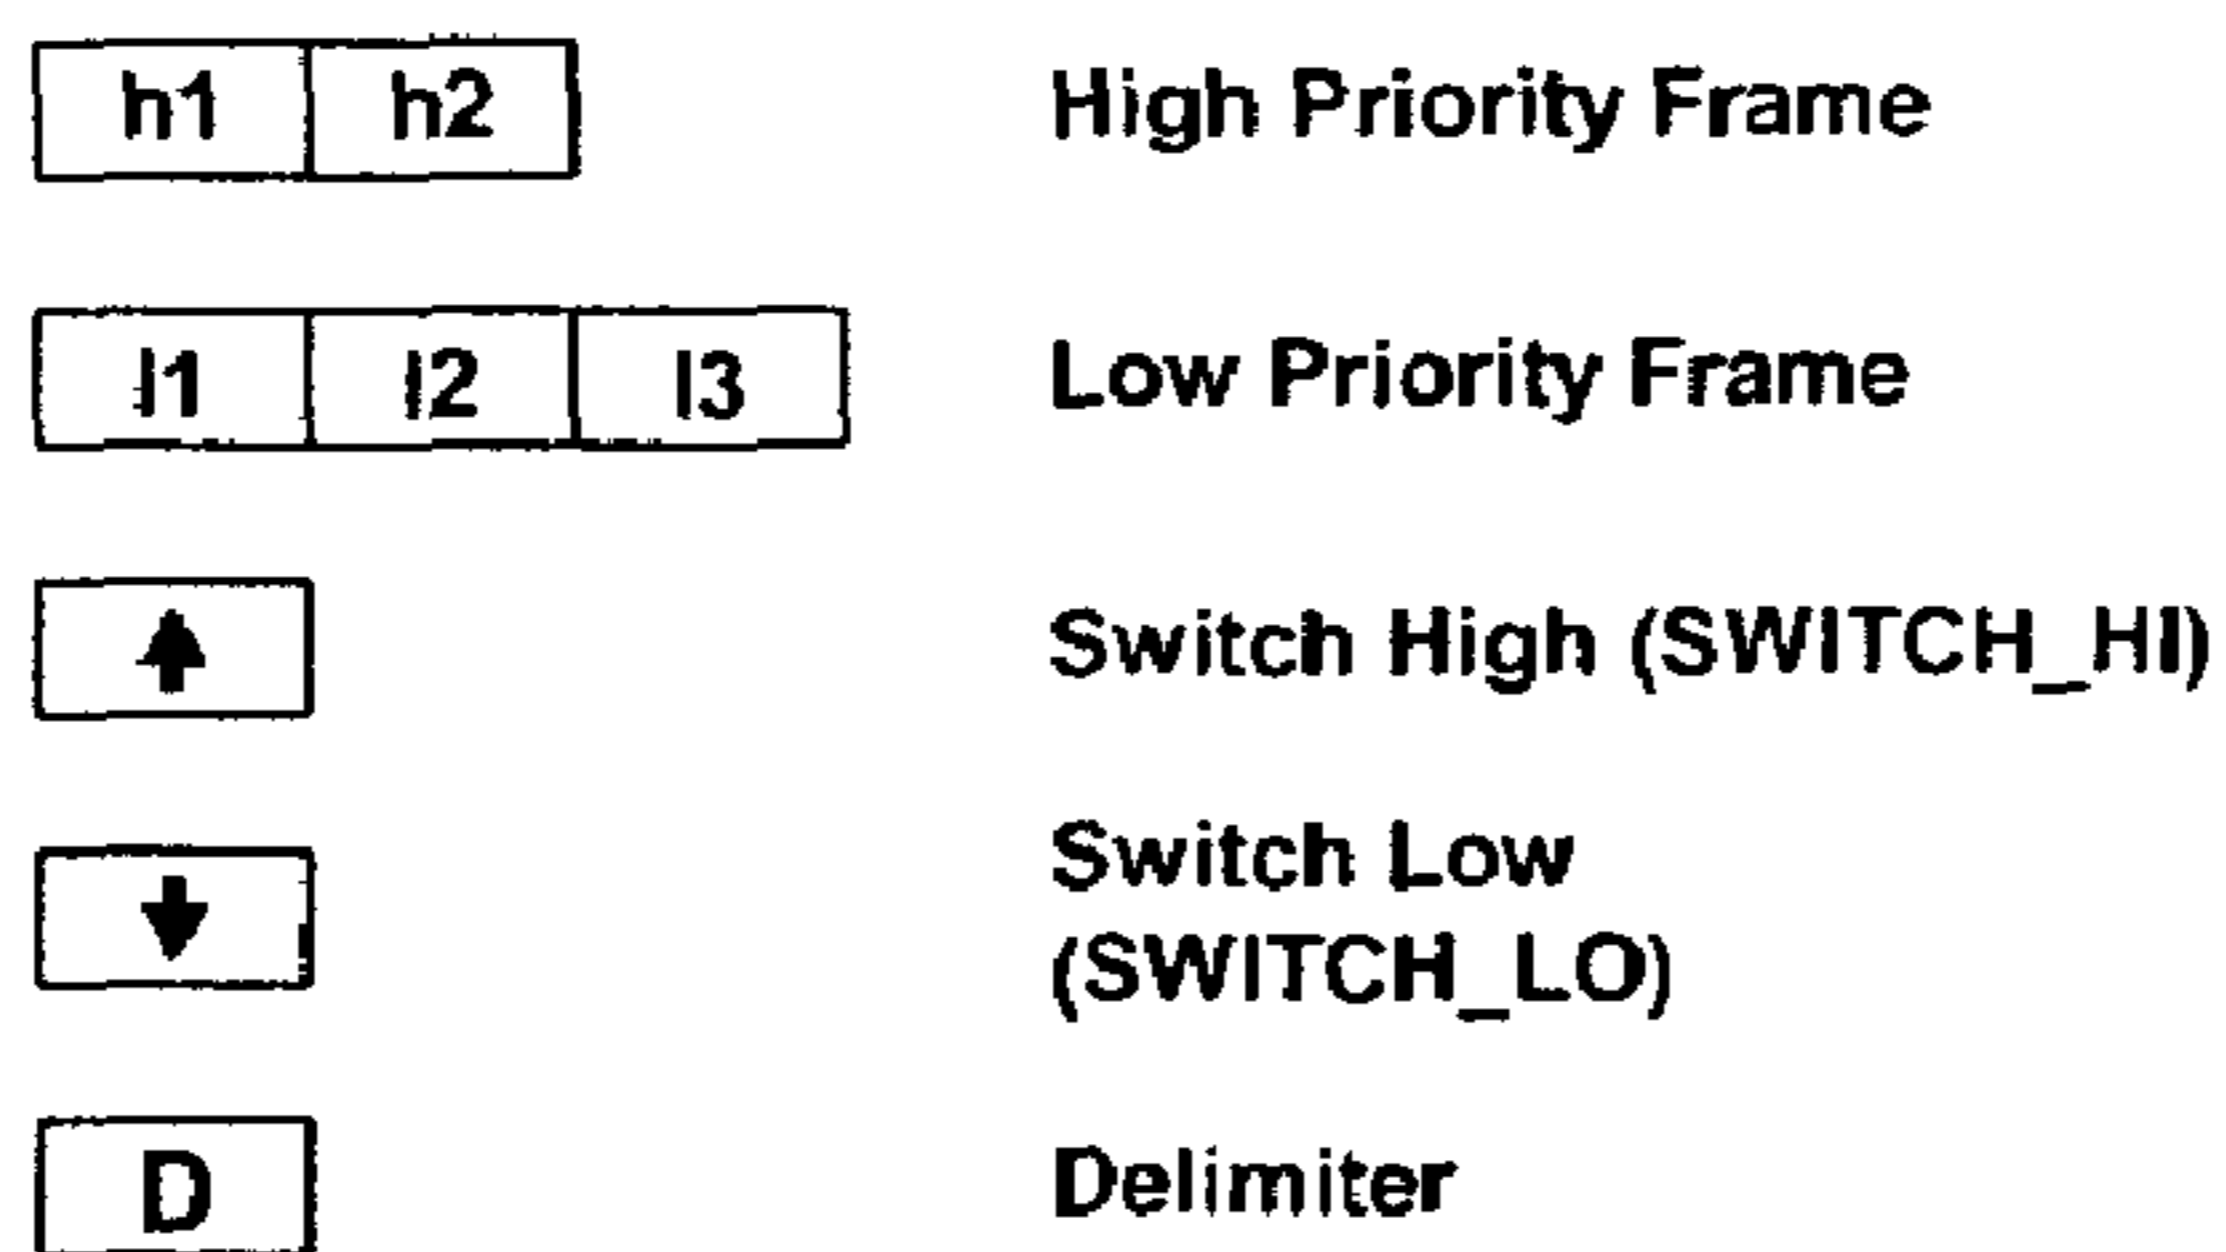 h1 h2 High Priority Frame
l1 l2 l3 Low Priority Frame
Switch High (SWITCH_HI)
Switch Low
(SWITCH_LO)
D Delimiter